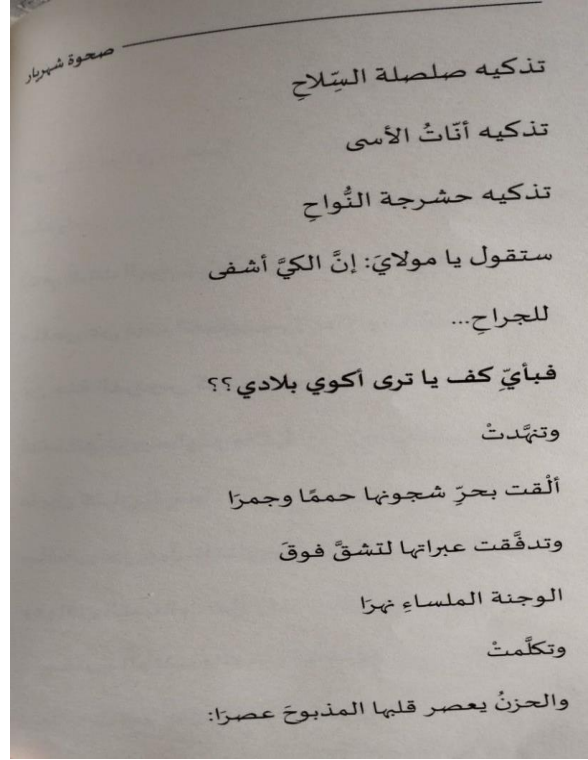 صحوة شهريار
تذكيه صلصلة السِّلاحِ
تذكيه أنّاتُ الأسى
تذكيه حشرجة النُّواحِ
ستقول يا مولايَ: إنَّ الكيَّ أشفى
للجراحِ...
فبأيِّ كف يا ترى أكوي بلادي؟؟
وتنهَّدتْ
ألْقت بحرِّ شجونها حممًا وجمرَا
وتدفَّقت عبراتها لتشقَّ فوقَ
الوجنة الملساءِ نهرَا
وتكلَّمتْ
والحزنُ يعصر قلبها المذبوحَ عصرَا: